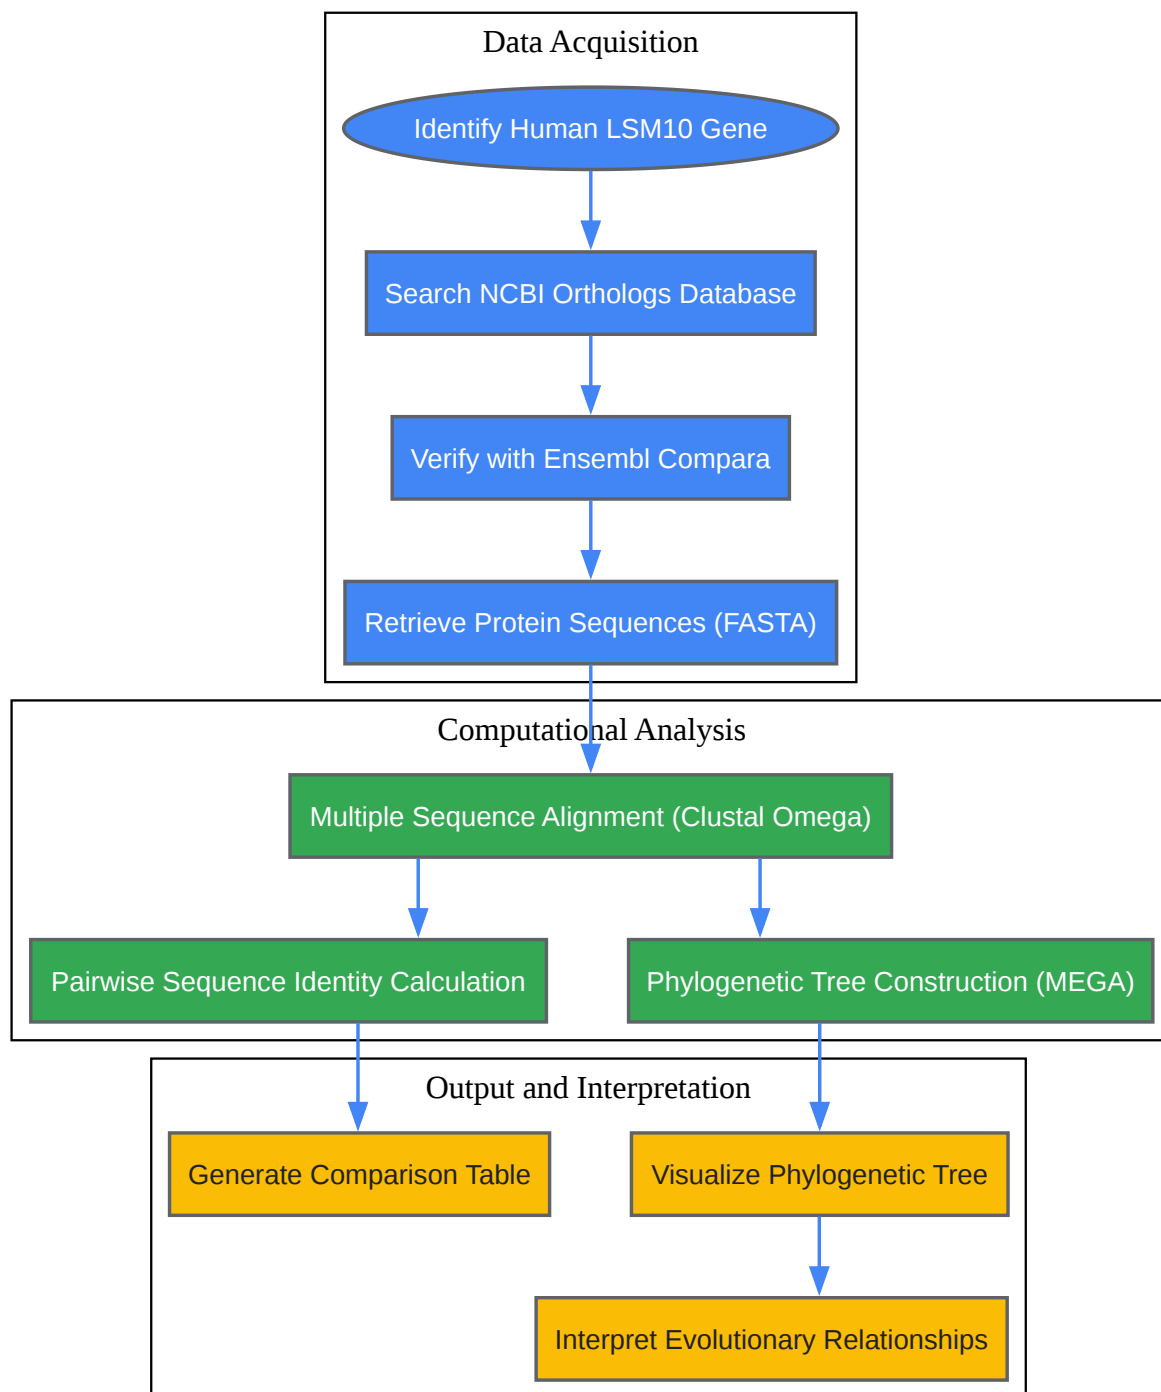 Data Acquisition
Identify Human LSM10 Gene
Search NCBI Orthologs Database
Verify with Ensembl Compara
Retrieve Protein Sequences (FASTA)
Computational Analysis
Multiple Sequence Alignment (Clustal Omega)
Pairwise Sequence Identity Calculation
Phylogenetic Tree Construction (MEGA)
Output and Interpretation
Generate Comparison Table
Visualize Phylogenetic Tree
Interpret Evolutionary Relationships